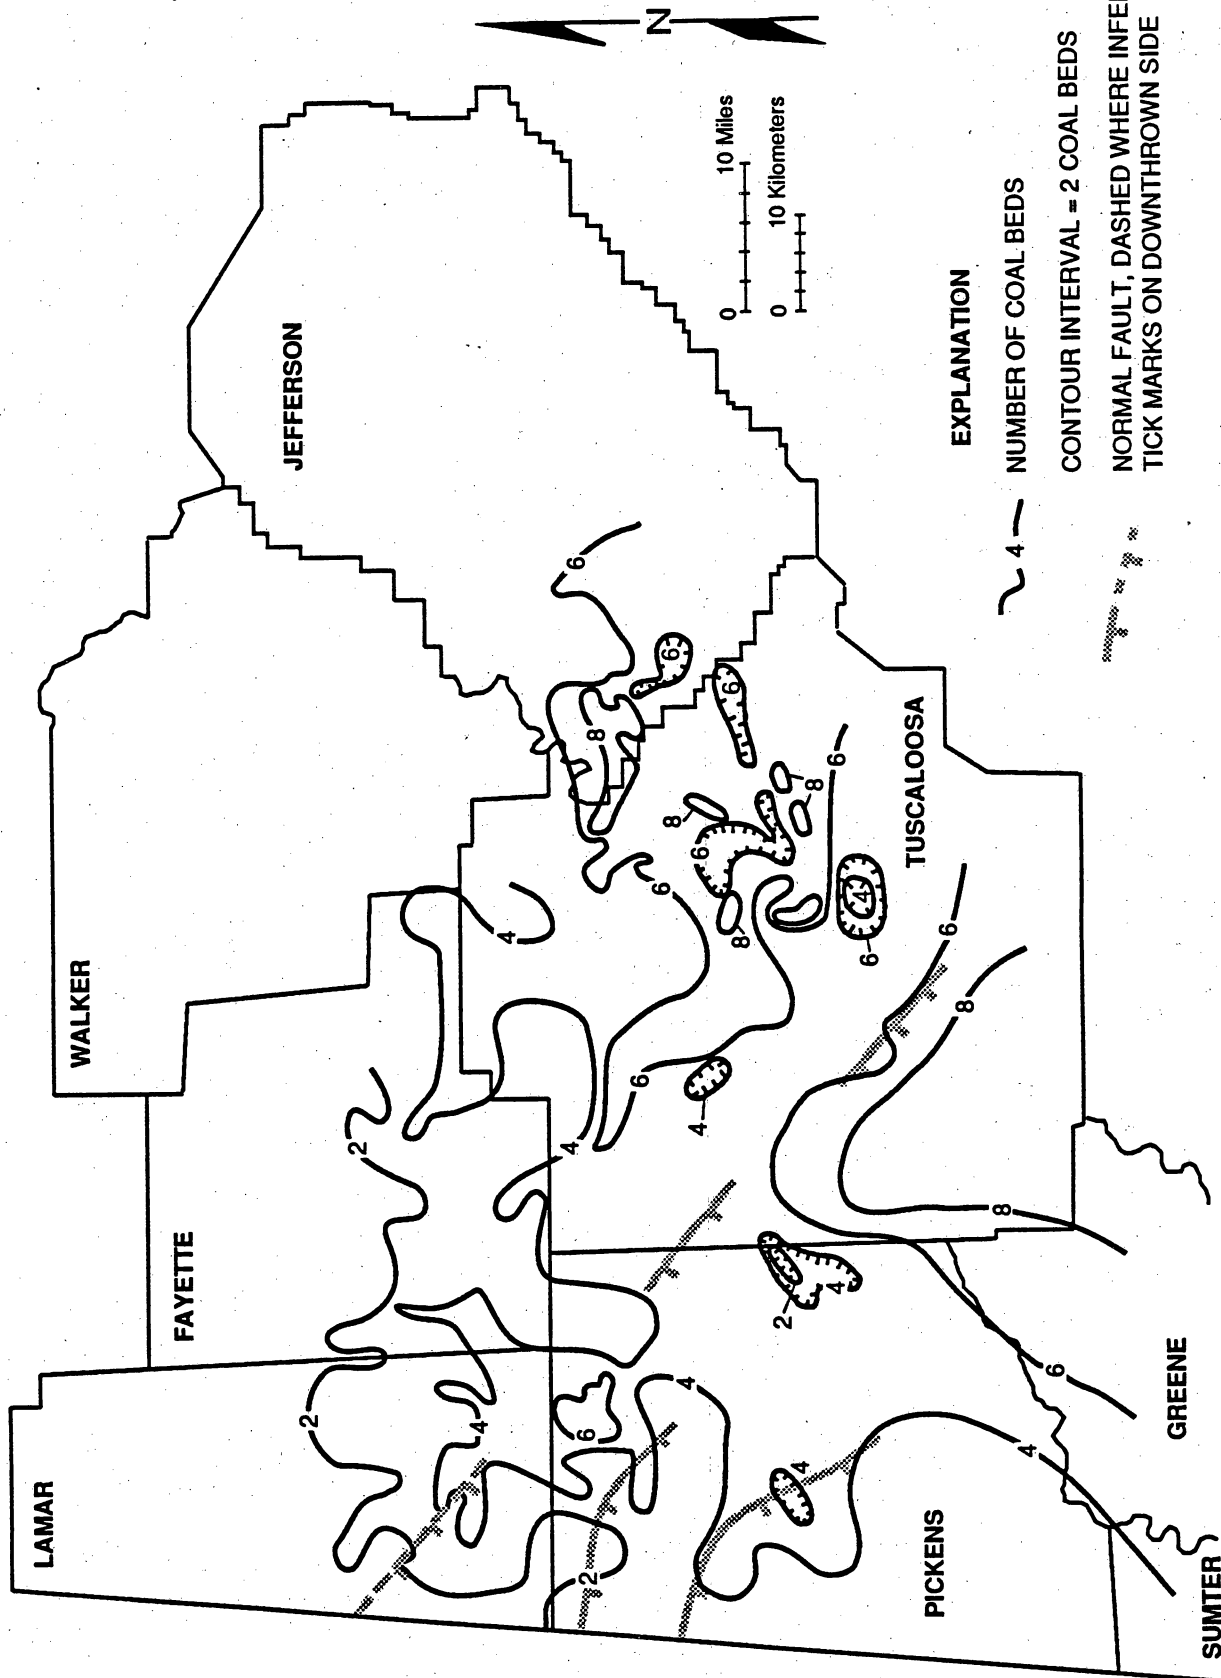 LAMAR
FAYETTE
WALKER
JEFFERSON
PICKENS
TUSCALOOSA
GREENE
SUMTER
2
2
2
2
4
4
4
4
4
4
4
4
4
6
6
6
6
6
6
6
6
6
6
6
8
8
8
8
8
8
N
0 10 Miles
0 10 Kilometers
EXPLANATION
4 NUMBER OF COAL BEDS
CONTOUR INTERVAL = 2 COAL BEDS
NORMAL FAULT, DASHED WHERE INFE
TICK MARKS ON DOWNTHROWN SIDE